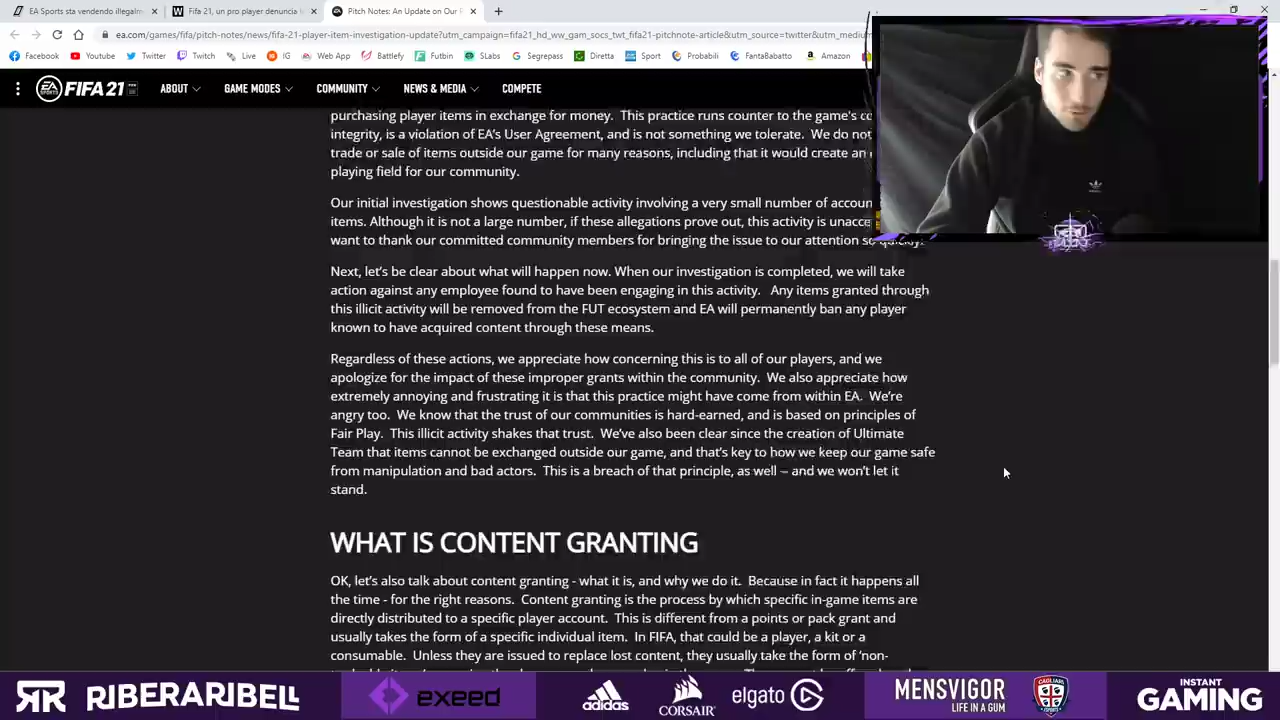 EA Sports sta vendendo illegalm
Fifa 21, un pro player denuncia
Pitch Notes: An Update on Our
ea.com/games/fifa/pitch-notes/news/fifa-21-player-item-investigation-update?utm_campaign=fifa21_hd_ww_gam_socs_twt_fifa21-pitchnote-article&utm_source=twitter&utm_medium
Facebook YouTube Twitter Twitch Live IG Web App Battlefy Futbin SLabs Segrepass Diretta Sport Probabili FantaBabatto Amazon
EA SPORTS FIFA 21 ABOUT GAME MODES COMMUNITY NEWS & MEDIA COMPETE
purchasing player items in exchange for money. This practice runs counter to the game's
integrity, is a violation of EA's User Agreement, and is not something we tolerate. We do not
trade or sale of items outside our game for many reasons, including that it would create an
playing field for our community.
Our initial investigation shows questionable activity involving a very small number of
items. Although it is not a large number, if these allegations prove out, this activity is
want to thank our committed community members for bringing the issue to our attention so quickly.
Next, let's be clear about what will happen now. When our investigation is completed, we will take
action against any employee found to have been engaging in this activity. Any items granted through
this illicit activity will be removed from the FUT ecosystem and EA will permanently ban any player
known to have acquired content through these means.
Regardless of these actions, we appreciate how concerning this is to all of our players, and we
apologize for the impact of these improper grants within the community. We also appreciate how
extremely annoying and frustrating it is that this practice might have come from within EA. We're
angry too. We know that the trust of our communities is hard-earned, and is based on principles of
Fair Play. This illicit activity shakes that trust. We've also been clear since the creation of Ultimate
Team that items cannot be exchanged outside our game, and that's key to how we keep our game safe
from manipulation and bad actors. This is a breach of that principle, as well – and we won't let it
stand.
WHAT IS CONTENT GRANTING
OK, let's also talk about content granting - what it is, and why we do it. Because in fact it happens all
the time - for the right reasons. Content granting is the process by which specific in-game items are
directly distributed to a specific player account. This is different from a points or pack grant and
usually takes the form of a specific individual item. In FIFA, that could be a player, a kit or a
consumable. Unless they are issued to replace lost content, they usually take the form of 'non-
RR RIBERARIBELL exeed adidas CORSAIR elgato MENSVIGOR LIFE IN A GUM CAGLIARI INSTANT GAMING